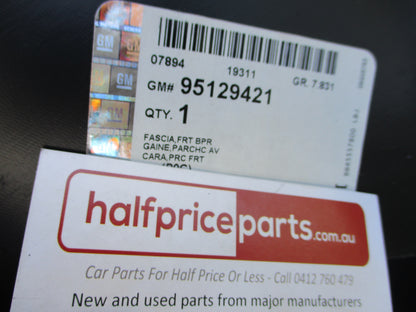 07894 19311 GR. 7.831
GM# 95129421
QTY. 1
FASCIA,FRT BPR
GAINE,PARCHC AV
CARA,PRC FRT
GM
GM
GM
halfpriceparts.com.au
Car Parts For Half Price Or Less - Call 0412 760 479
New and used parts from major manufacturers